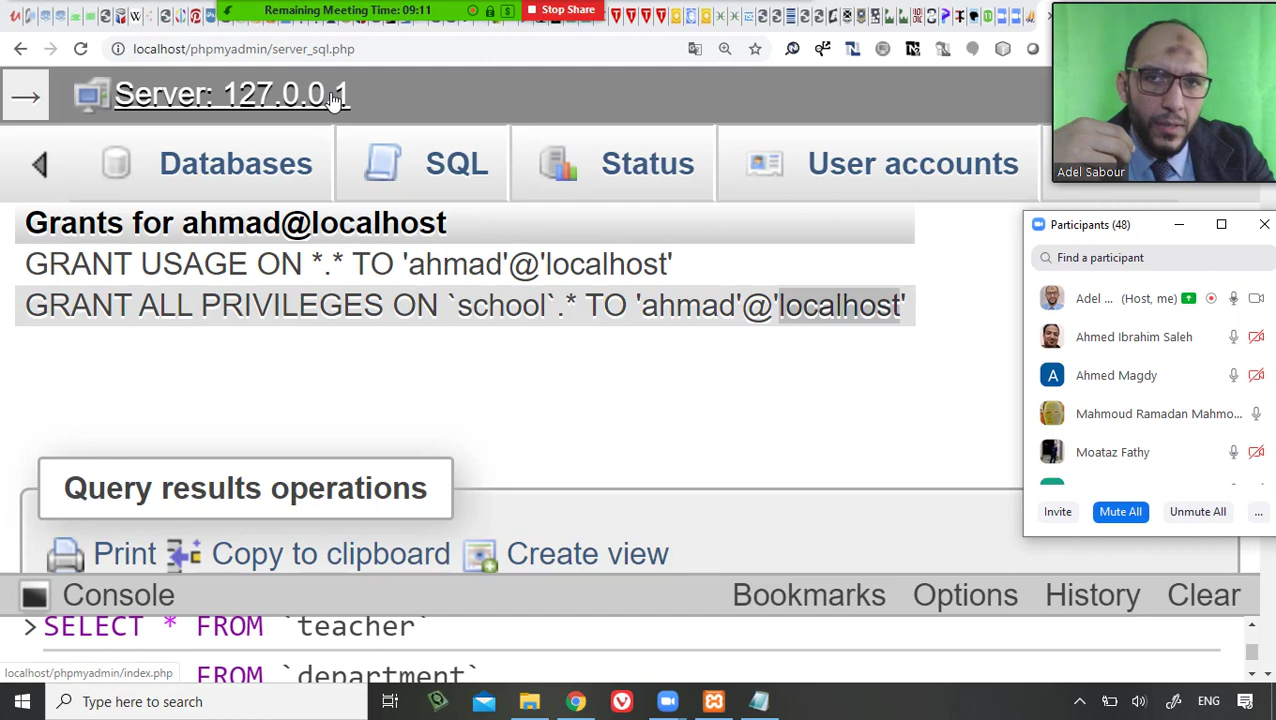 Remaining Meeting Time: 09:11
Stop Share
localhost/phpmyadmin/server_sql.php
Server: 127.0.0.1
Databases
SQL
Status
User accounts
Adel Sabour
Grants for ahmad@localhost
GRANT USAGE ON *.* TO 'ahmad'@'localhost'
GRANT ALL PRIVILEGES ON `school`.* TO 'ahmad'@'localhost'
Participants (48)
Find a participant
Adel ... (Host, me)
Ahmed Ibrahim Saleh
A Ahmed Magdy
Mahmoud Ramadan Mahmo...
Moataz Fathy
Invite
Mute All
Unmute All
...
Query results operations
Print
Copy to clipboard
Create view
Console
Bookmarks
Options
History
Clear
>SELECT * FROM `teacher`
FROM `department`
localhost/phpmyadmin/index.php
Type here to search
ENG